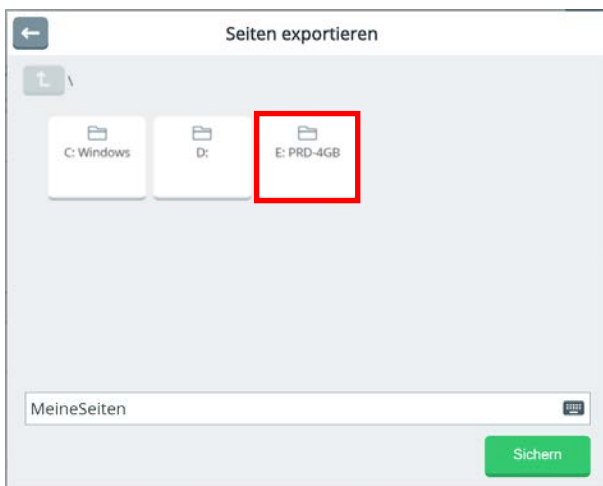 Seiten exportieren
\
C: Windows
D:
E: PRD-4GB
MeineSeiten
Sichern